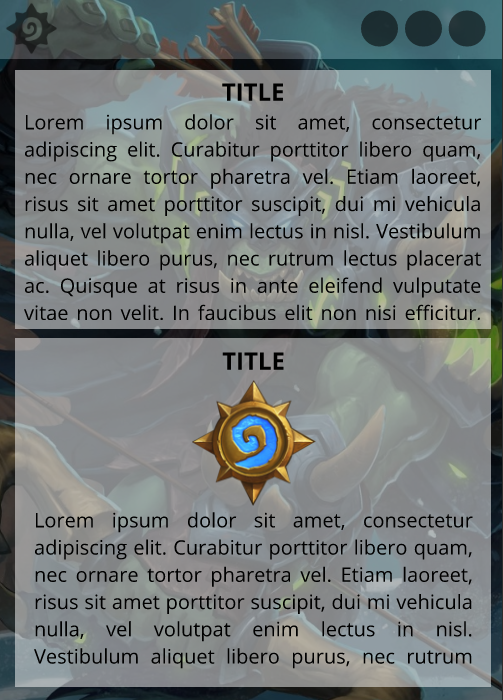 TITLE
Lorem ipsum dolor sit amet, consectetur
adipiscing elit. Curabitur porttitor libero quam,
nec ornare tortor pharetra vel. Etiam laoreet,
risus sit amet porttitor suscipit, dui mi vehicula
nulla, vel volutpat enim lectus in nisl. Vestibulum
aliquet libero purus, nec rutrum lectus placerat
ac. Quisque at risus in ante eleifend vulputate
vitae non velit. In faucibus elit non nisi efficitur.
TITLE
Lorem ipsum dolor sit amet, consectetur
adipiscing elit. Curabitur porttitor libero quam,
nec ornare tortor pharetra vel. Etiam laoreet,
risus sit amet porttitor suscipit, dui mi vehicula
nulla, vel volutpat enim lectus in nisl.
Vestibulum aliquet libero purus, nec rutrum